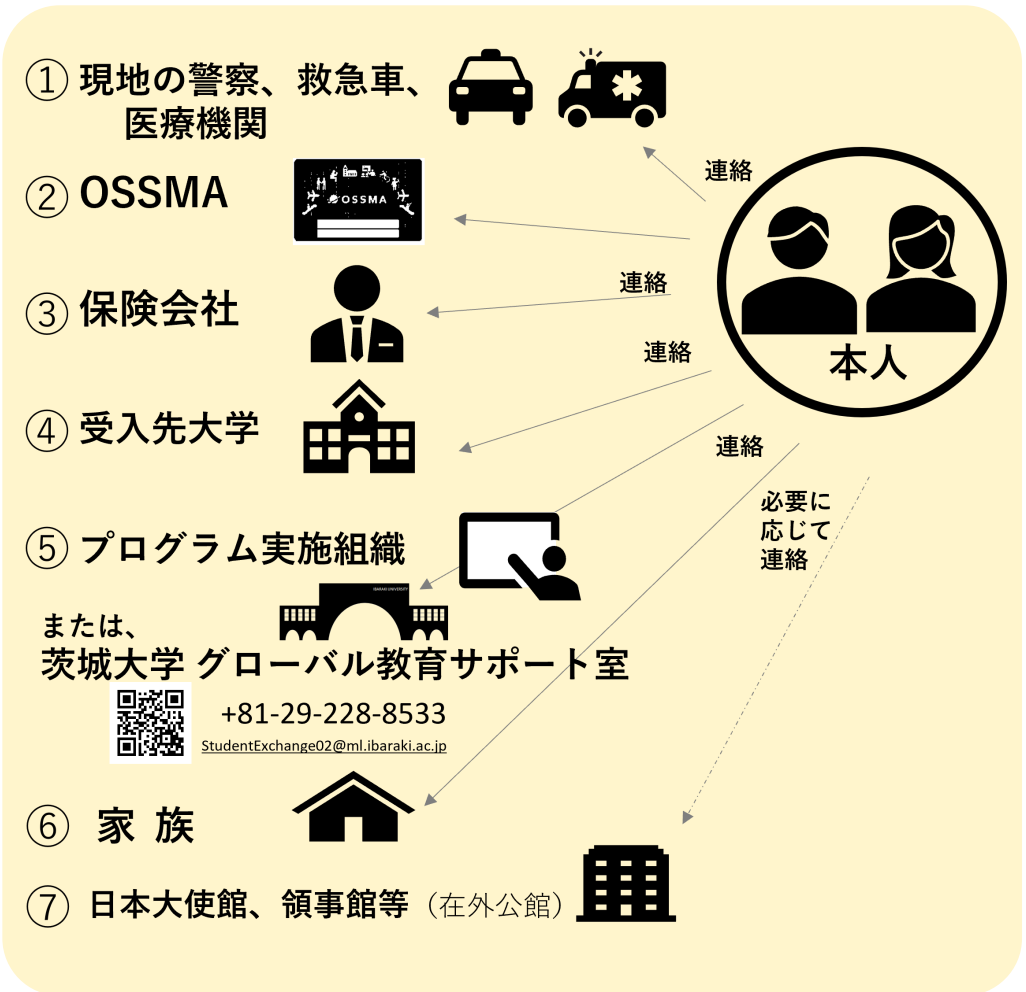 ① 現地の警察、救急車、
医療機関
連絡
② OSSMA
OSSMA
連絡
③ 保険会社
連絡
本人
④ 受入先大学
連絡
必要に
応じて
連絡
⑤ プログラム実施組織
IBARAKI UNIVERSITY
または、
茨城大学 グローバル教育サポート室
+81-29-228-8533
StudentExchange02@ml.ibaraki.ac.jp
⑥ 家 族
⑦ 日本大使館、領事館等（在外公館）